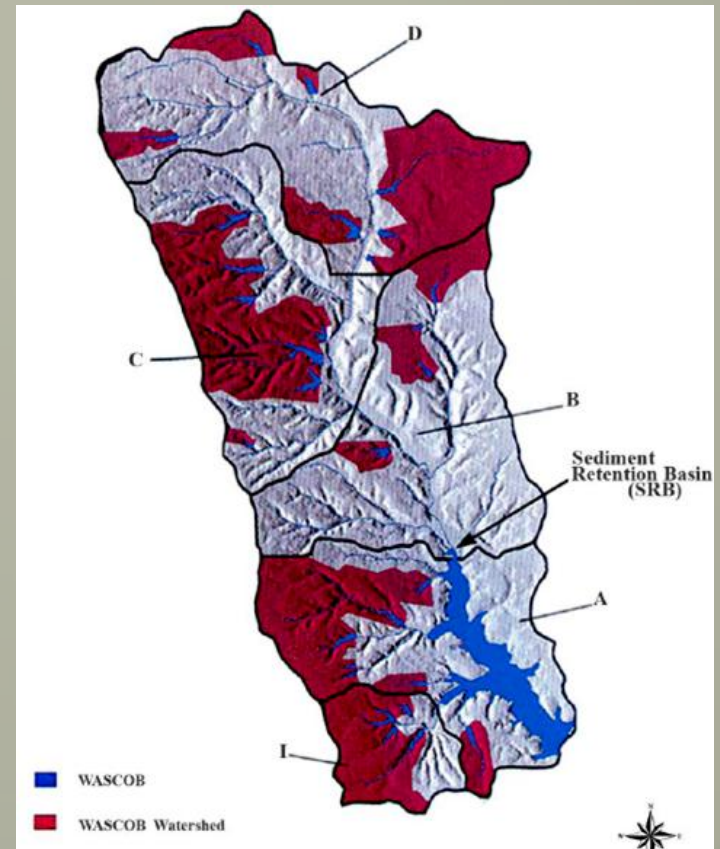 D
C
B
Sediment
Retention Basin
(SRB)
A
I
WASCOB
WASCOB Watershed
N
W
E
S